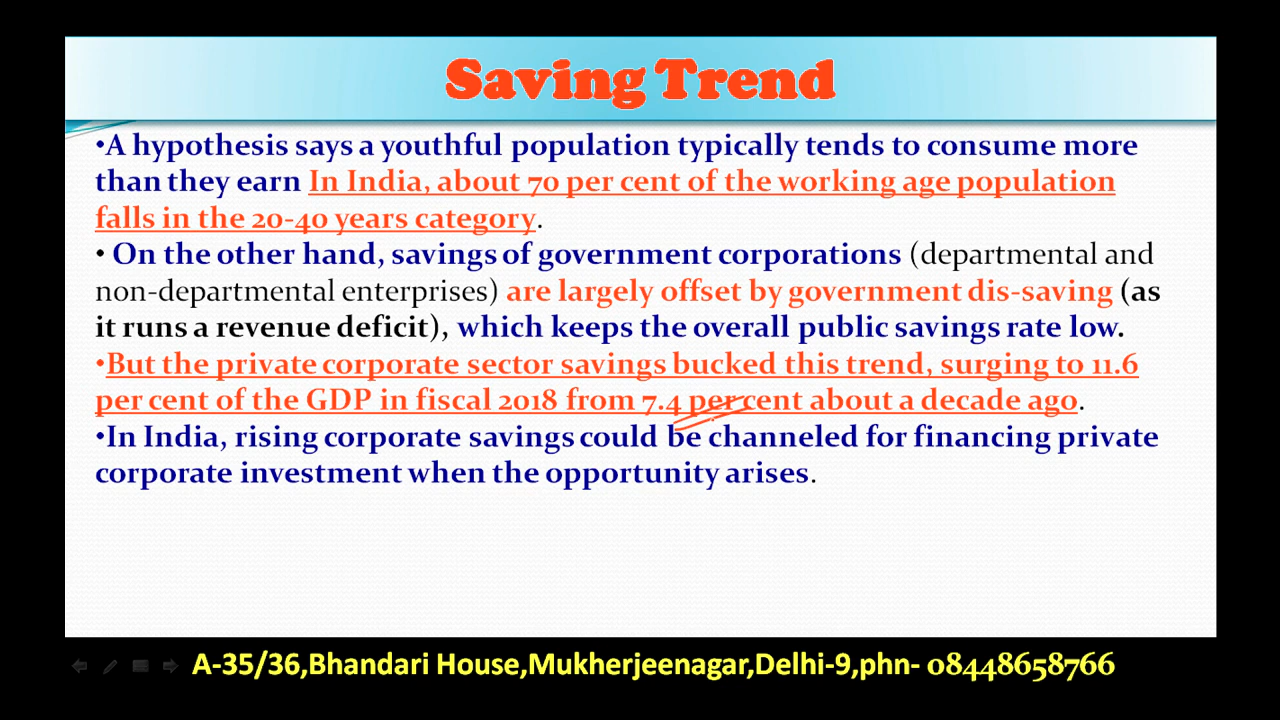 Saving Trend
•A hypothesis says a youthful population typically tends to consume more
than they earn In India, about 70 per cent of the working age population
falls in the 20-40 years category.
• On the other hand, savings of government corporations (departmental and
non-departmental enterprises) are largely offset by government dis-saving (as
it runs a revenue deficit), which keeps the overall public savings rate low.
•But the private corporate sector savings bucked this trend, surging to 11.6
per cent of the GDP in fiscal 2018 from 7.4 per cent about a decade ago.
•In India, rising corporate savings could be channeled for financing private
corporate investment when the opportunity arises.
A-35/36,Bhandari House,Mukherjeenagar,Delhi-9,phn- 08448658766